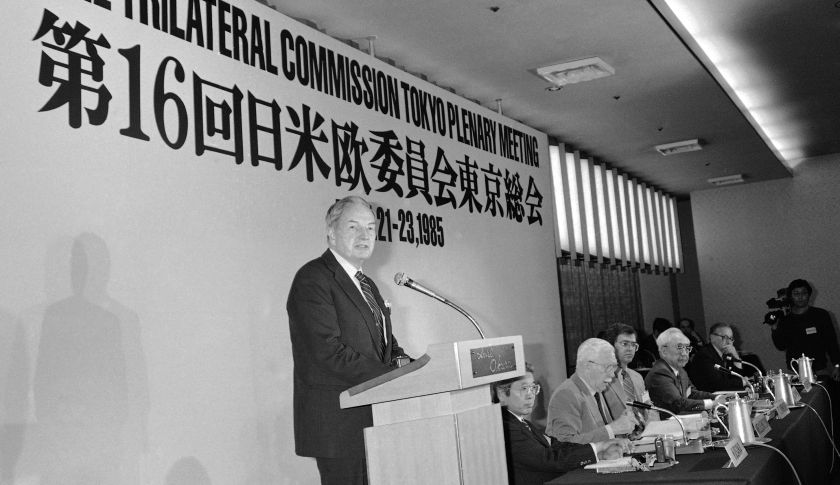 TRILATERAL COMMISSION TOKYO PLENARY MEETING
第16回日米欧委員会東京総会
21-23,1985